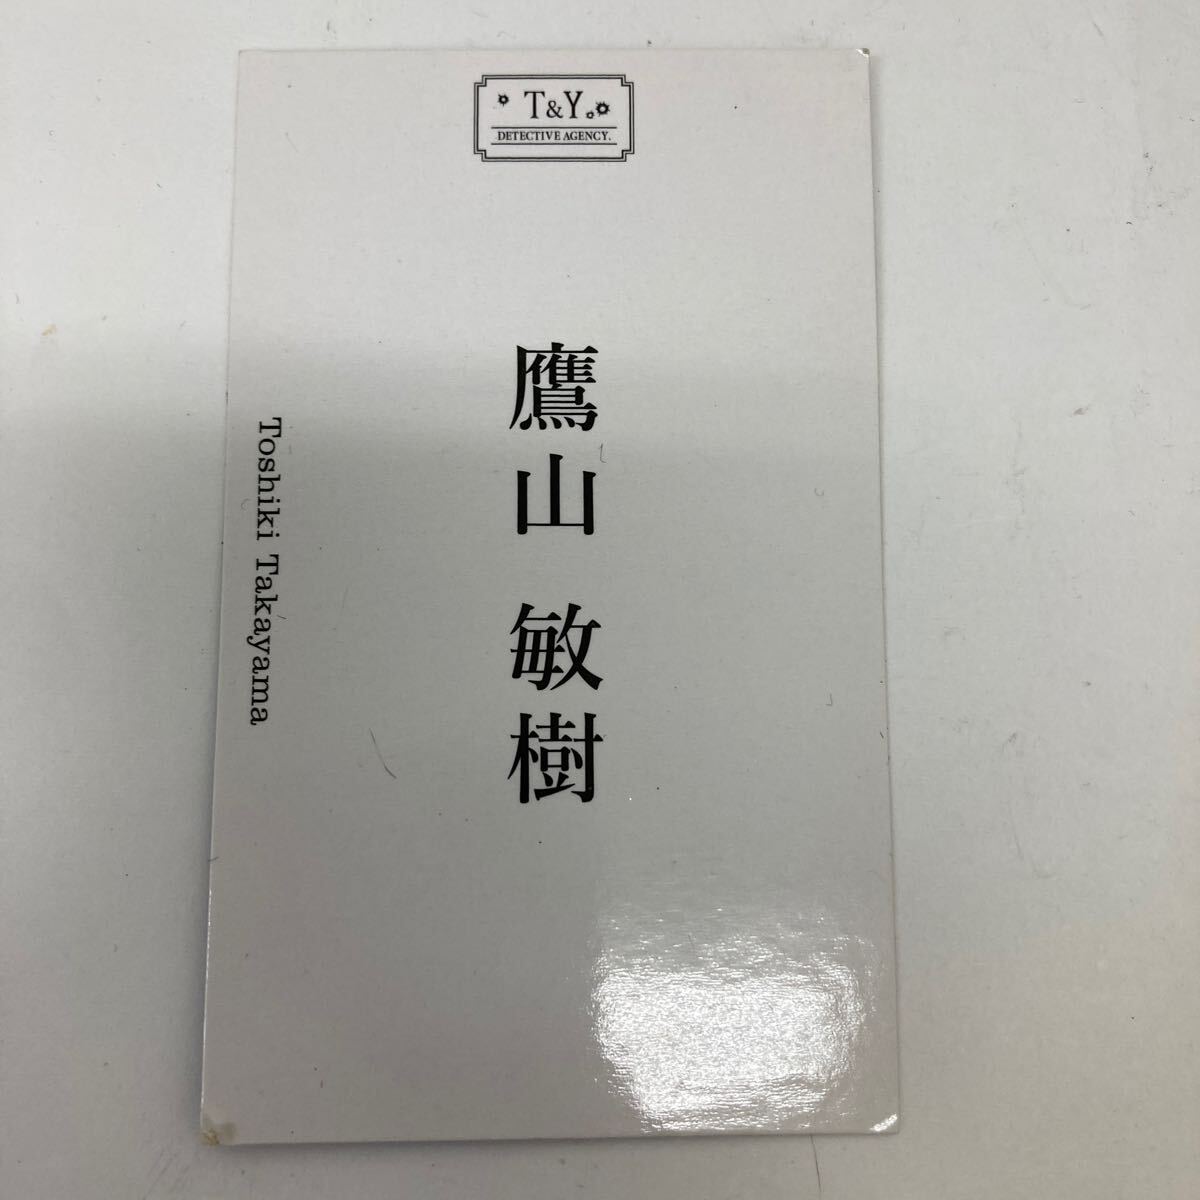 T&Y.
DETECTIVE AGENCY.
鷹山 敏樹
Toshiki Takayama